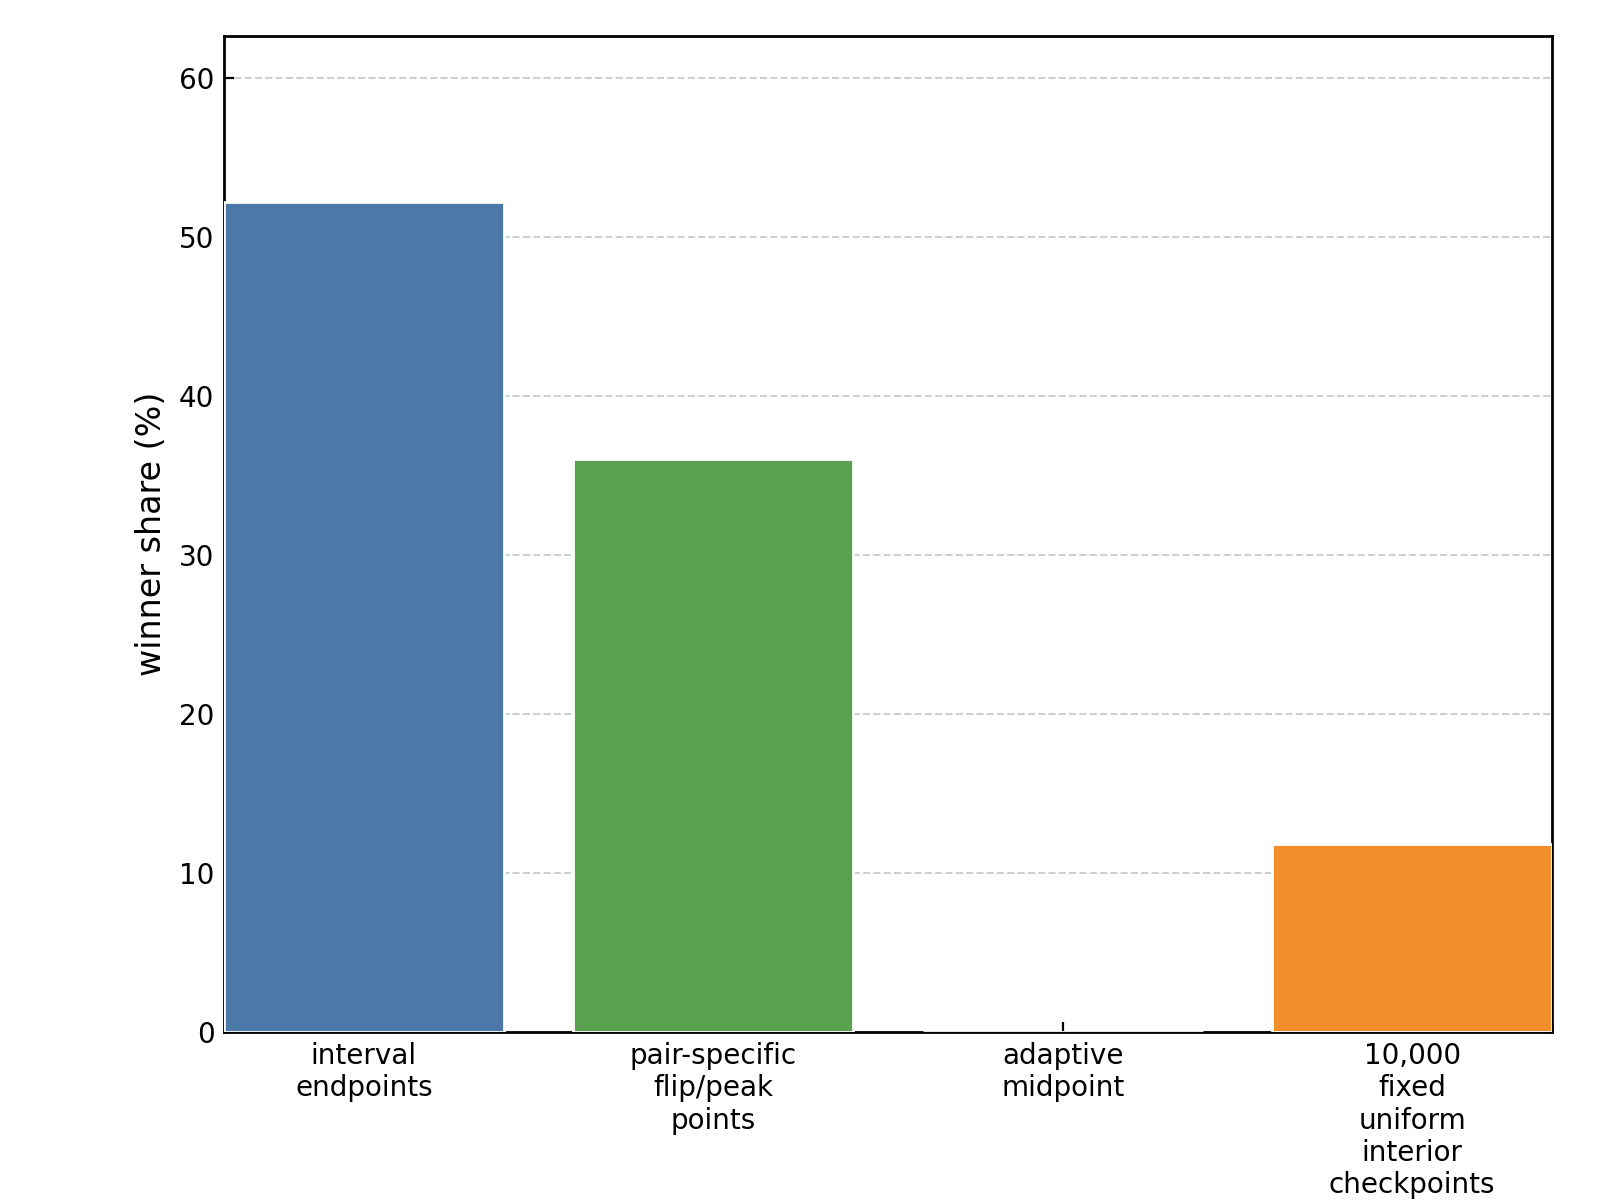 60
50
40
30
20
10
0
winner share (%)
interval
endpoints
pair-specific
flip/peak
points
adaptive
midpoint
10,000
fixed
uniform
interior
checkpoints